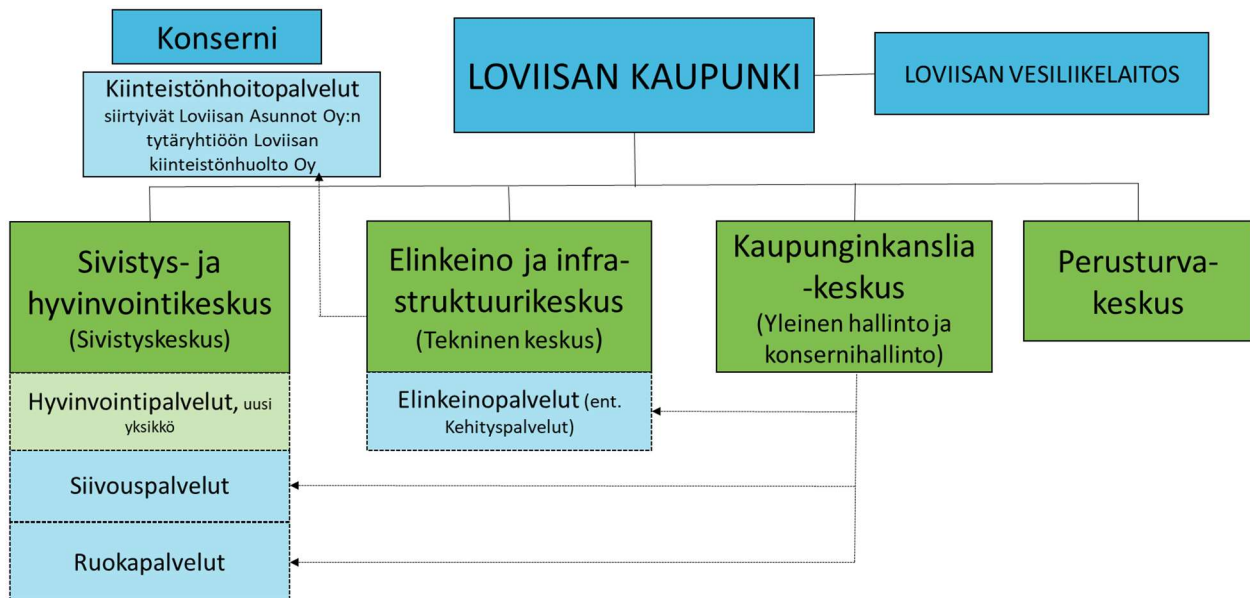 Konserni
Kiinteistönhoitopalvelut
siirtyivät Loviisan Asunnot Oy:n
tytäryhtiöön Loviisan
kiinteistönhuolto Oy
LOVIISAN KAUPUNKI
LOVIISAN VESILIIKELAITOS
Sivistys- ja
hyvinvointikeskus
(Sivistyskeskus)
Hyvinvointipalvelut, uusi
yksikkö
Siivouspalvelut
Ruokapalvelut
Elinkeino ja infra-
struktuurikeskus
(Tekninen keskus)
Elinkeinopalvelut (ent.
Kehityspalvelut)
Kaupunginkanslia
-keskus
(Yleinen hallinto ja
konsernihallinto)
Perusturva-
keskus